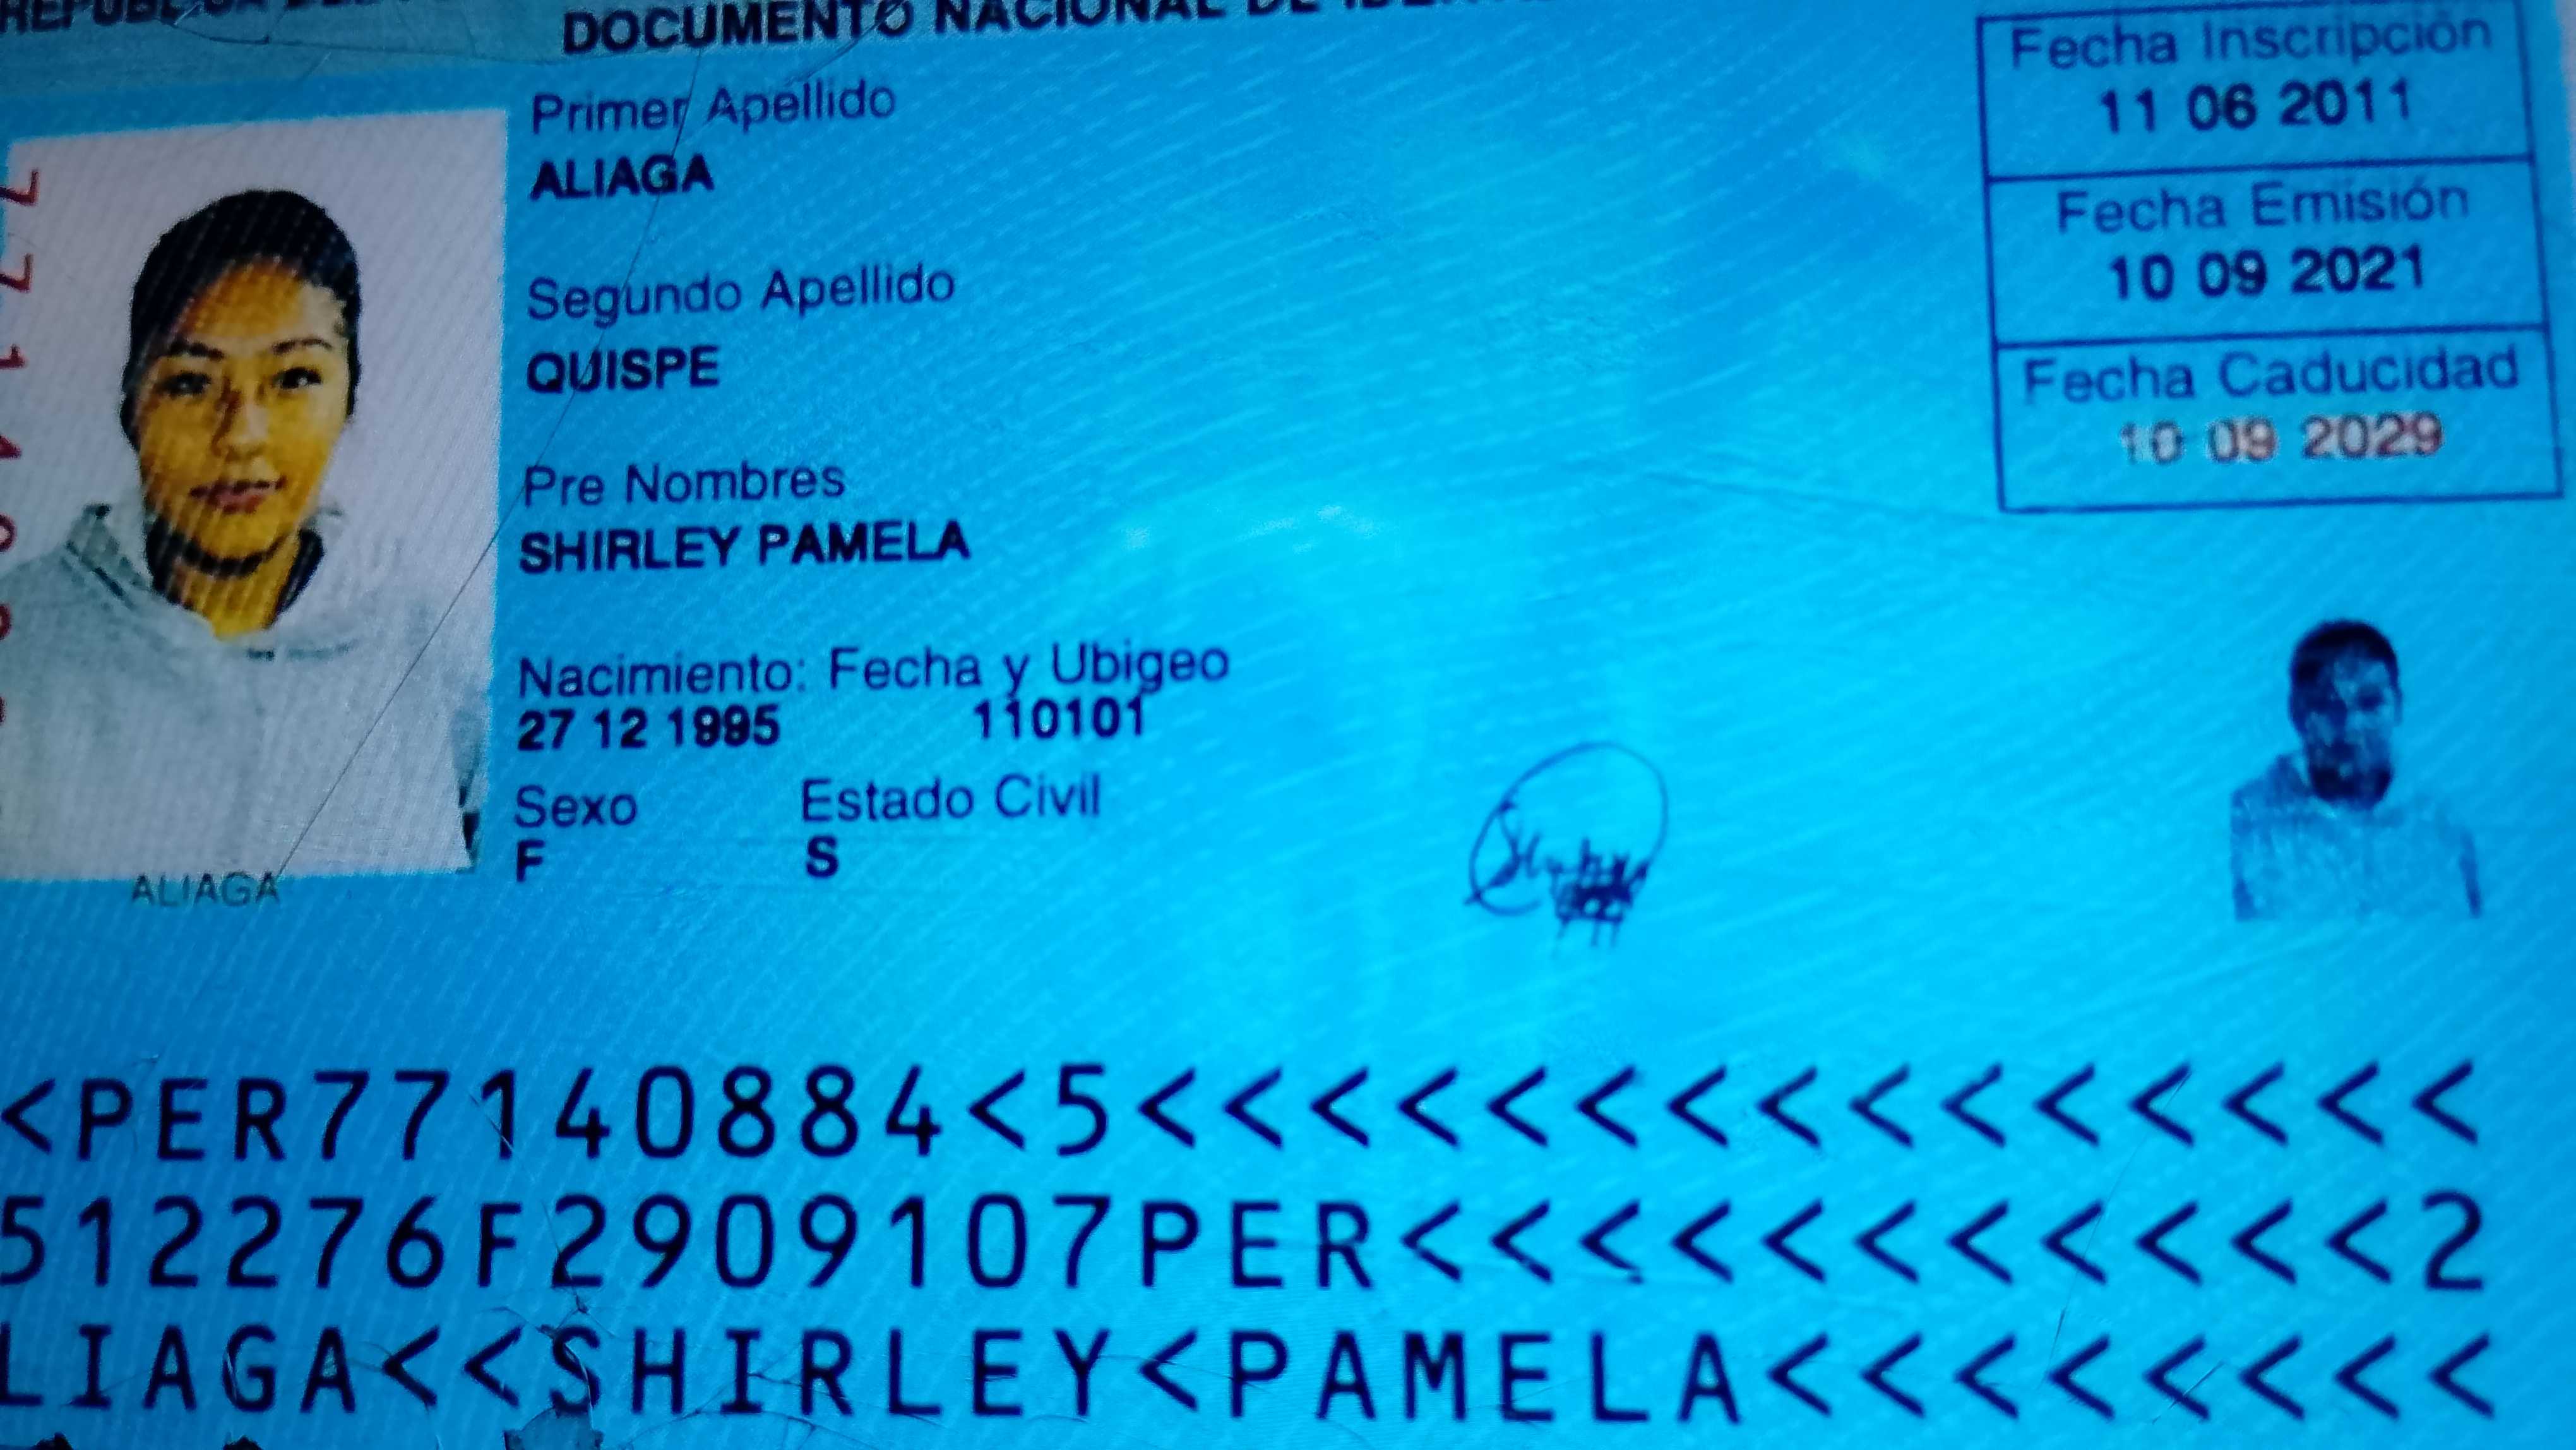 DOCUMENTO NACIONAL DE
Primer Apellido
ALIAGA
Segundo Apellido
QUISPE
Pre Nombres
SHIRLEY PAMELA
Nacimiento: Fecha y Ubigeo
27 12 1995 110101
Sexo Estado Civil
F S
Fecha Inscripción
11 06 2011
Fecha Emisión
10 09 2021
Fecha Caducidad
10 09 2029
ALIAGA
<PER77140884<5<<<<<<<<<<<<<<<<
512276F2909107PER<<<<<<<<<<<<2
LIAGA<<SHIRLEY<PAMELA<<<<<<<<<